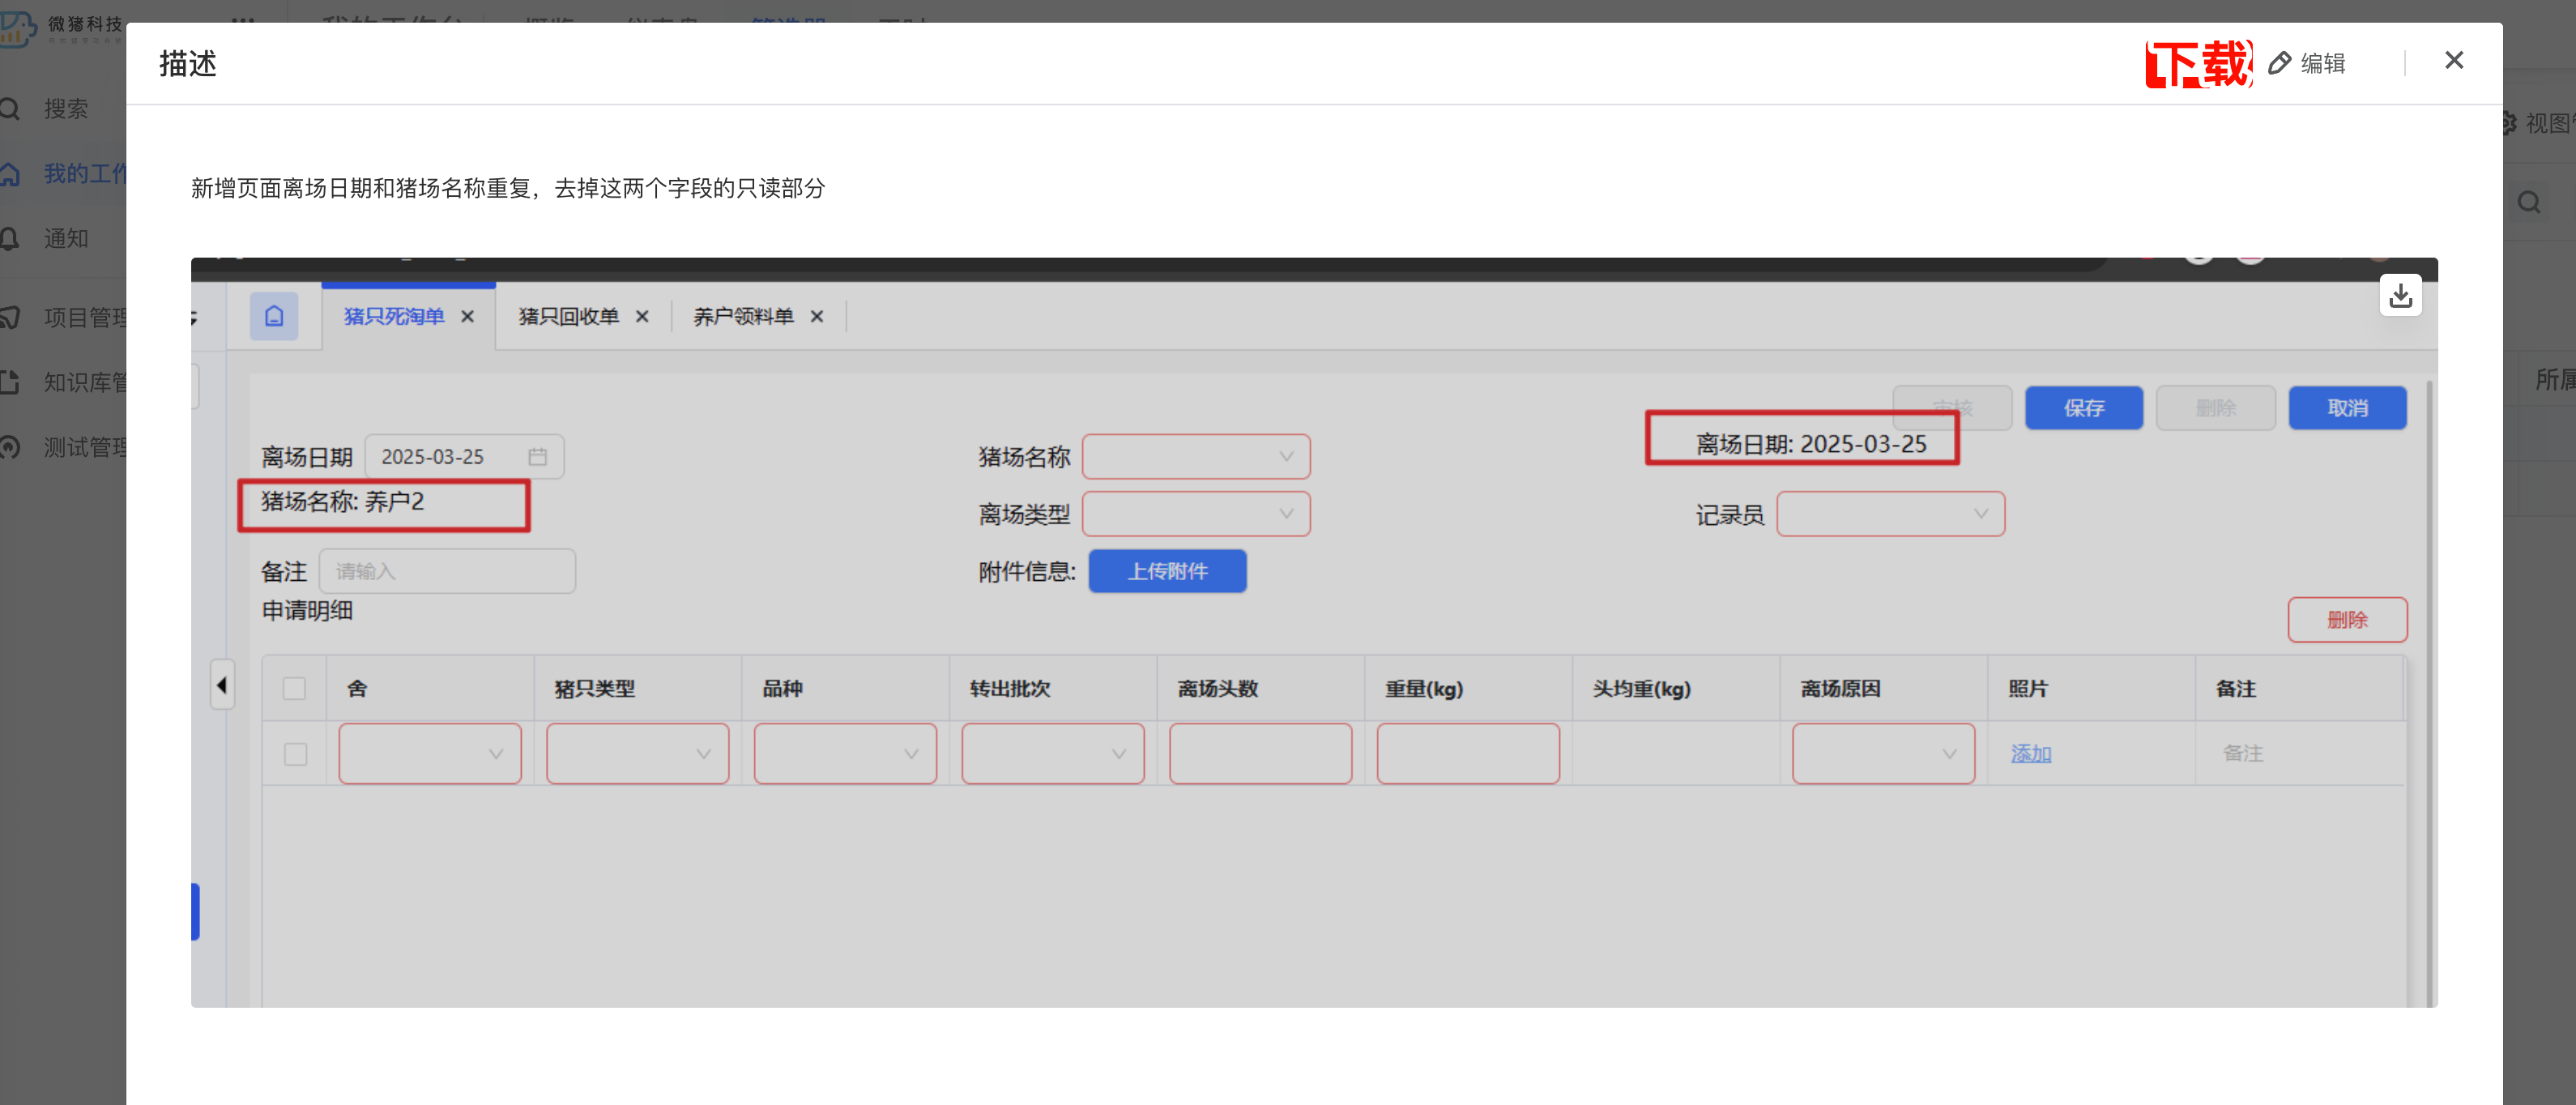 微猪科技
描述
下载
编辑
搜索
我的工作
通知
项目管理
知识库管
测试管理
视图管
所属
新增页面离场日期和猪场名称重复，去掉这两个字段的只读部分
猪只死淘单
猪只回收单
养户领料单
审核
保存
删除
取消
离场日期 2025-03-25
猪场名称
离场日期: 2025-03-25
猪场名称: 养户2
离场类型
记录员
备注 请输入
附件信息: 上传附件
申请明细
删除
舍 猪只类型 品种 转出批次 离场头数 重量(kg) 头均重(kg) 离场原因 照片 备注
添加 备注